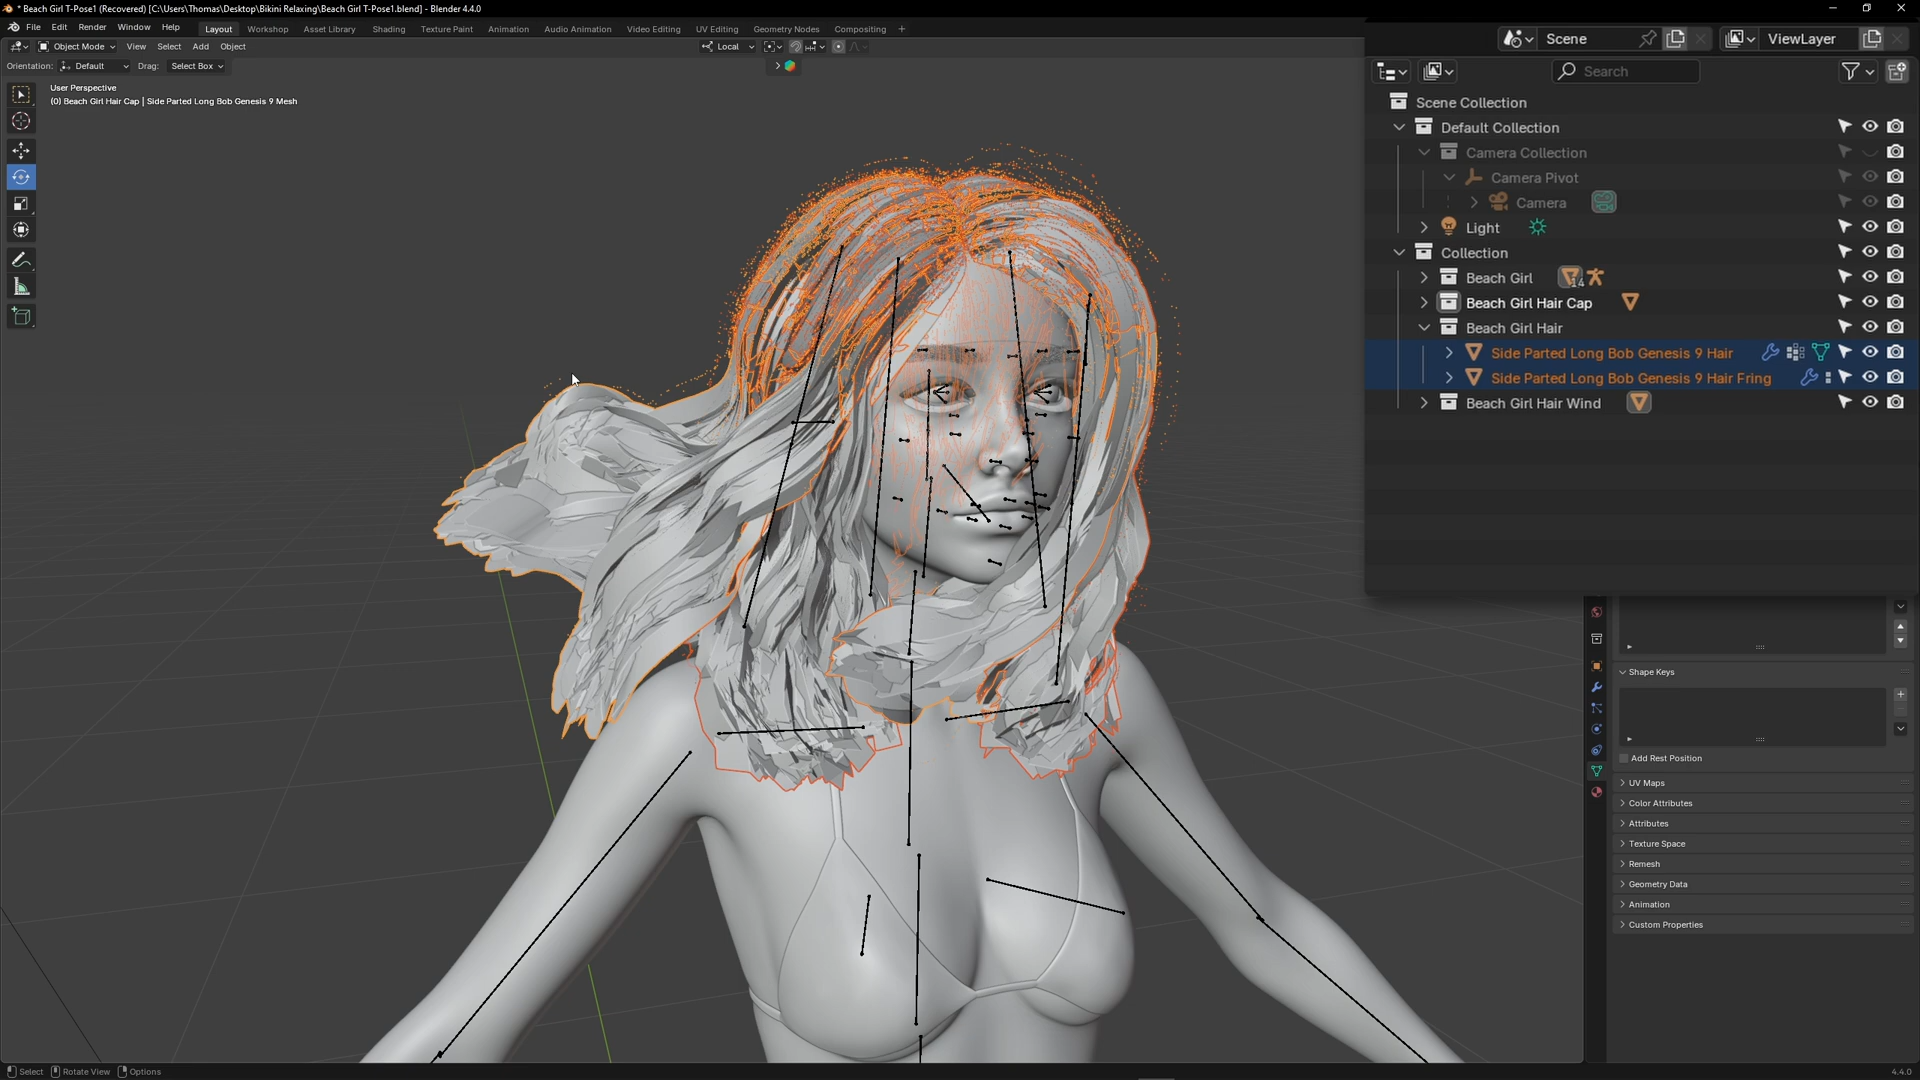 * Beach Girl T-Pose1 (Recovered) [C:\Users\Thomas\Desktop\Bikini Relaxing\Beach Girl T-Pose1.blend] - Blender 4.4.0
File Edit Render Window Help Layout Workshop Asset Library Shading Texture Paint Animation Audio Animation Video Editing UV Editing Geometry Nodes Compositing +
Scene ViewLayer
Object Mode View Select Add Object Local
Orientation: Default Drag: Select Box
Search
User Perspective
(0) Beach Girl Hair Cap | Side Parted Long Bob Genesis 9 Mesh
Scene Collection
Default Collection
Camera Collection
Camera Pivot
Camera
Light
Collection
Beach Girl 14
Beach Girl Hair Cap
Beach Girl Hair
Side Parted Long Bob Genesis 9 Hair
Side Parted Long Bob Genesis 9 Hair Fring
Beach Girl Hair Wind
Shape Keys
Add Rest Position
UV Maps
Color Attributes
Attributes
Texture Space
Remesh
Geometry Data
Animation
Custom Properties
Select Rotate View Options 4.4.0